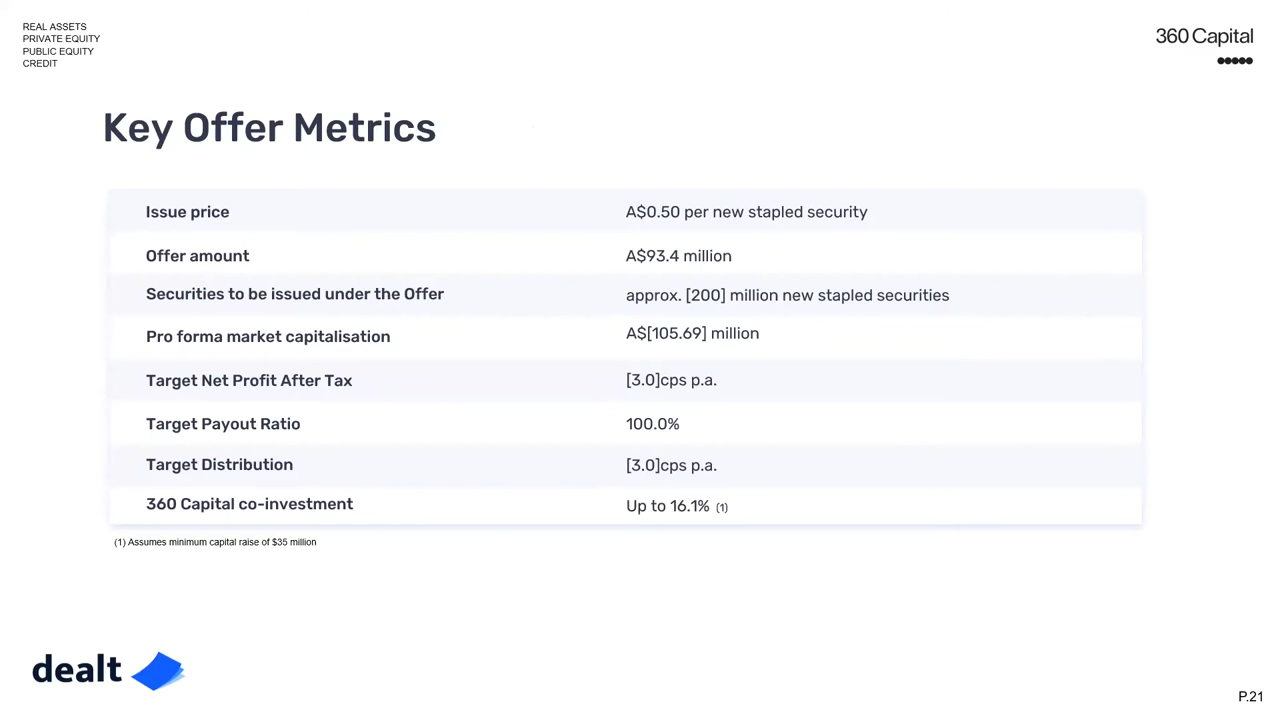 REAL ASSETS
PRIVATE EQUITY
PUBLIC EQUITY
CREDIT
360 Capital
Key Offer Metrics
Issue price A$0.50 per new stapled security
Offer amount A$93.4 million
Securities to be issued under the Offer approx. [200] million new stapled securities
Pro forma market capitalisation A$[105.69] million
Target Net Profit After Tax [3.0]cps p.a.
Target Payout Ratio 100.0%
Target Distribution [3.0]cps p.a.
360 Capital co-investment Up to 16.1% (1)
(1) Assumes minimum capital raise of $35 million
dealt
P.21